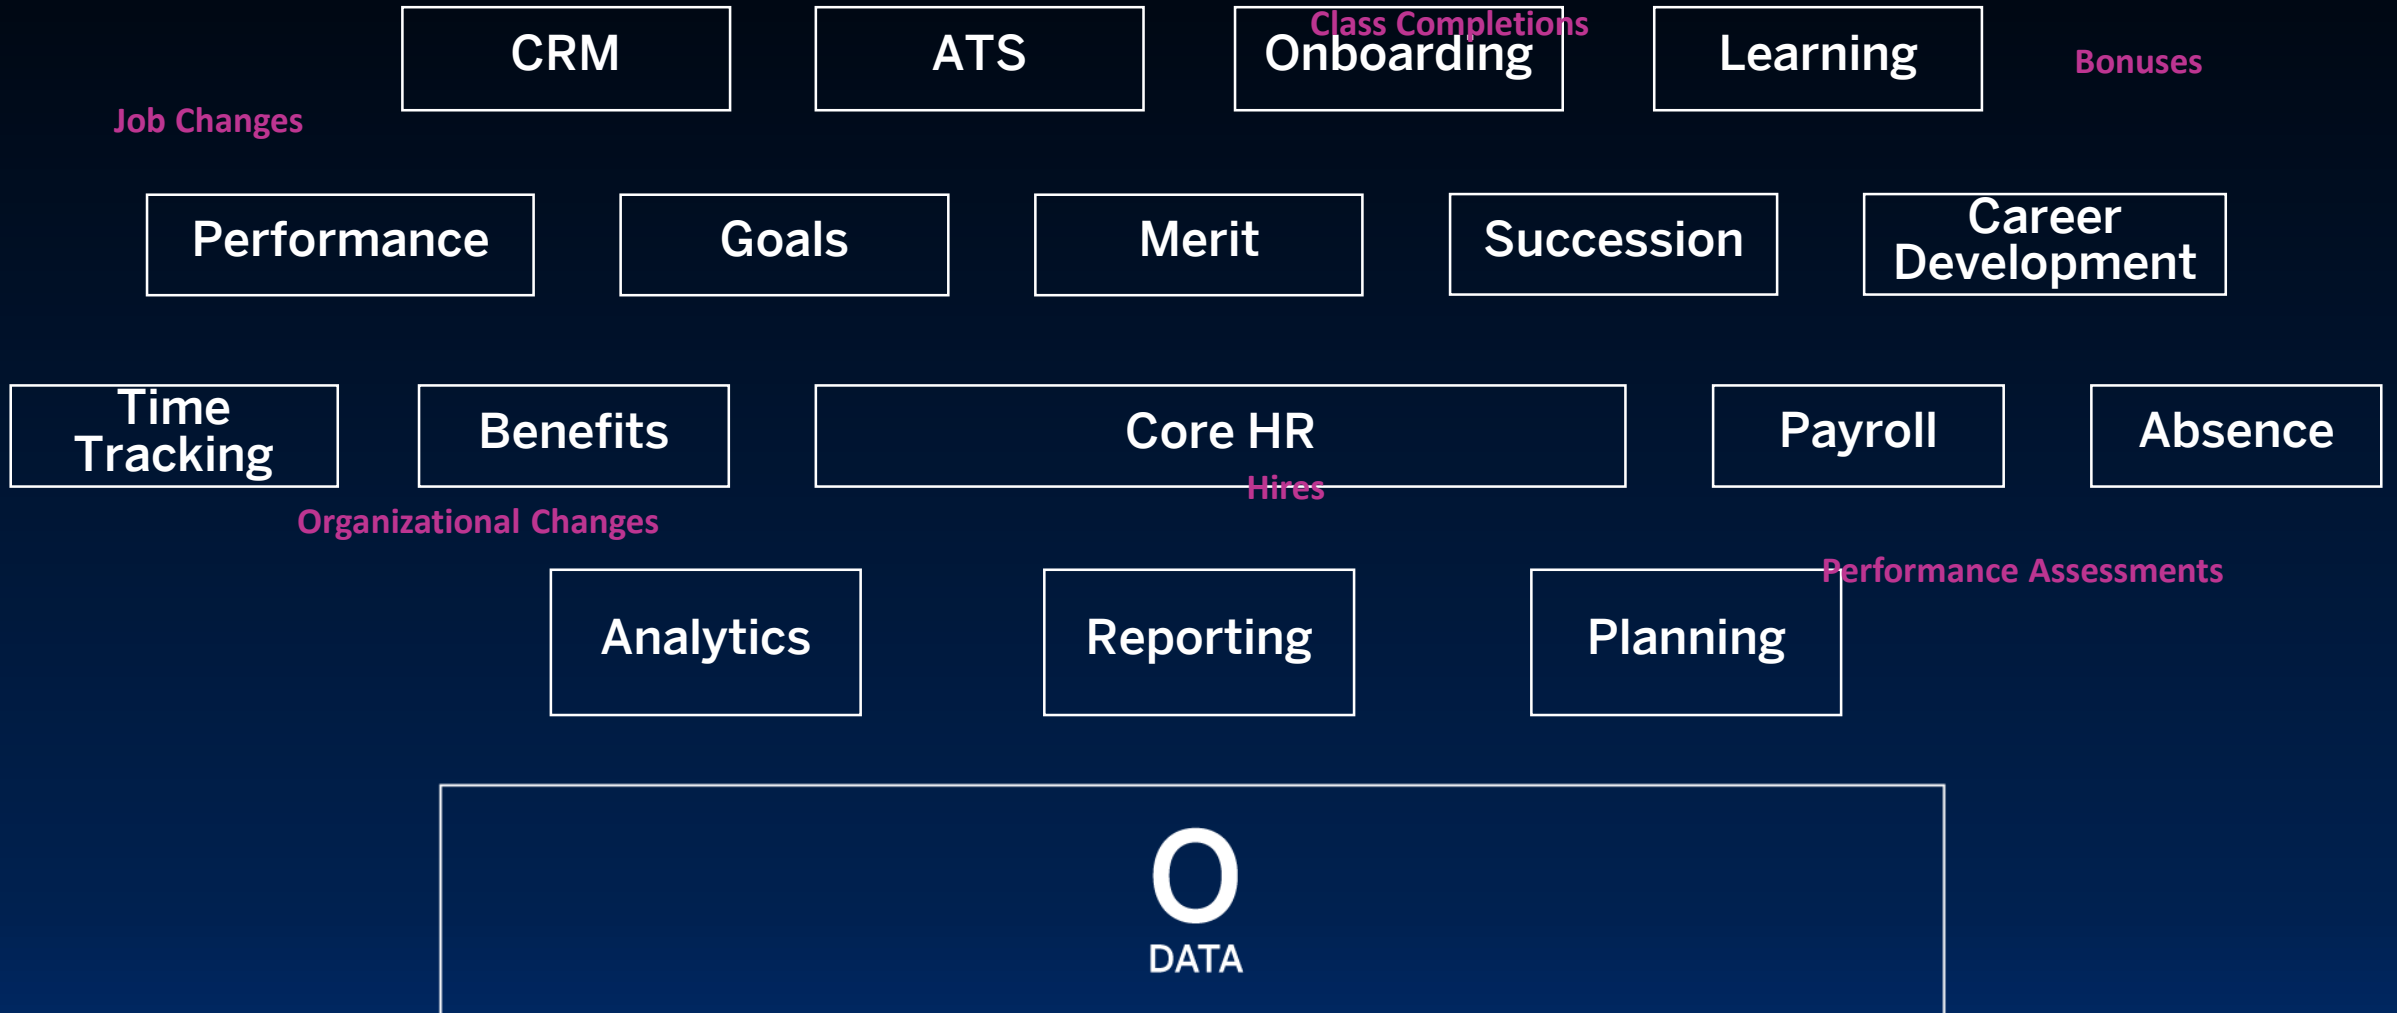 Class Completions
CRM
ATS
Onboarding
Learning
Bonuses
Job Changes
Performance
Goals
Merit
Succession
Career
Development
Time
Tracking
Benefits
Core HR
Payroll
Absence
Hires
Organizational Changes
Performance Assessments
Analytics
Reporting
Planning
O
DATA